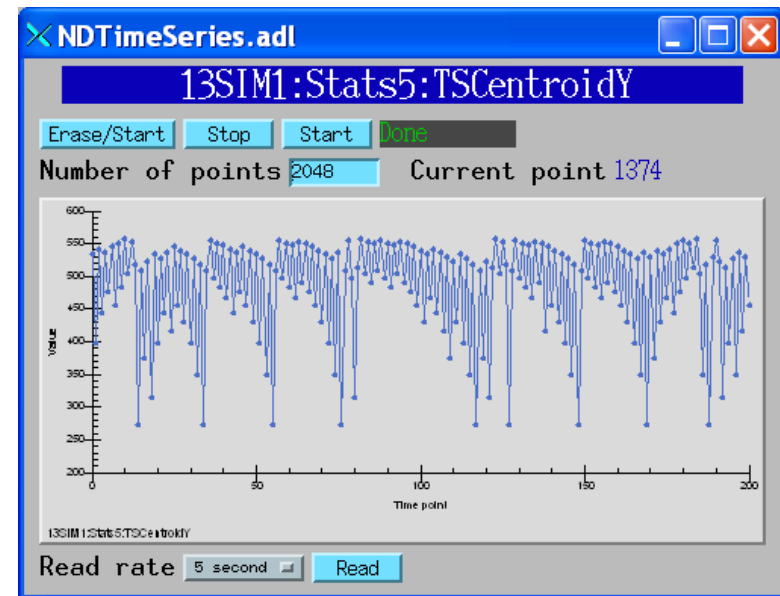 NDTimeSeries.adl
13SIM1:Stats5:TSCentroidY
Erase/Start Stop Start Done
Number of points 2048 Current point 1374
600
550
500
450
400
350
300
250
200
Value
0 50 100 150 200
Time point
13SIM1:Stats5:TSCentroidY
Read rate 5 second Read